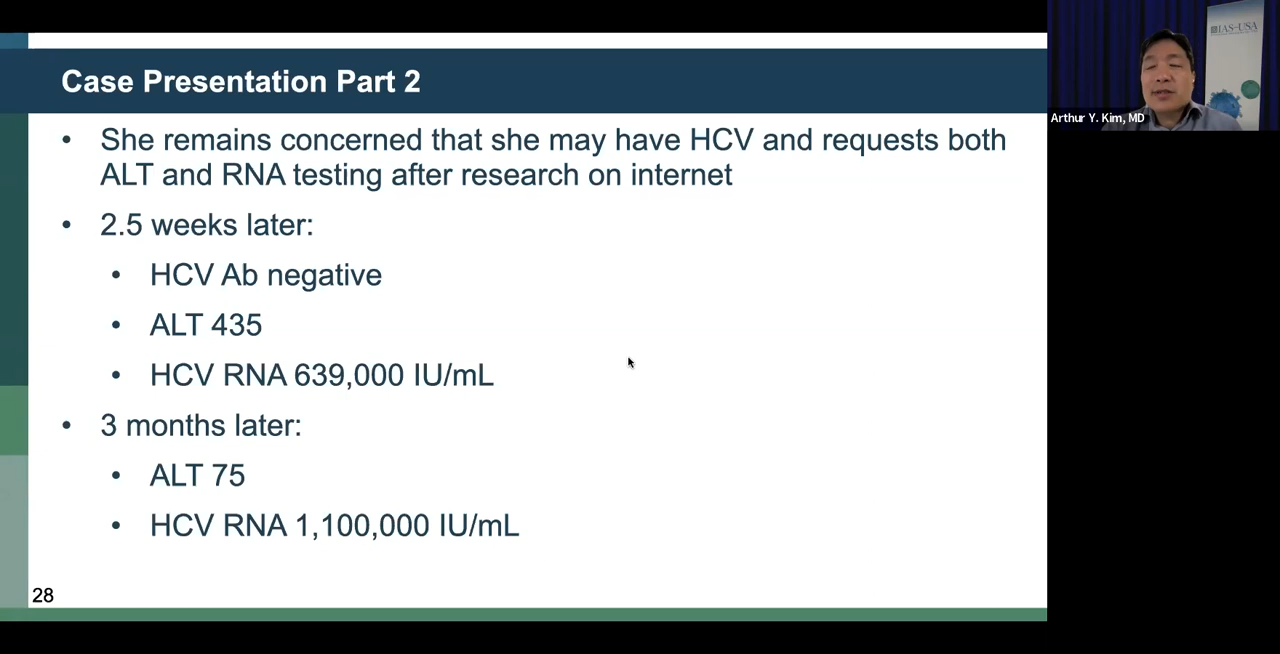 Case Presentation Part 2
• She remains concerned that she may have HCV and requests both
ALT and RNA testing after research on internet
• 2.5 weeks later:
• HCV Ab negative
• ALT 435
• HCV RNA 639,000 IU/mL
• 3 months later:
• ALT 75
• HCV RNA 1,100,000 IU/mL
28
IAS-USA
Arthur Y. Kim, MD